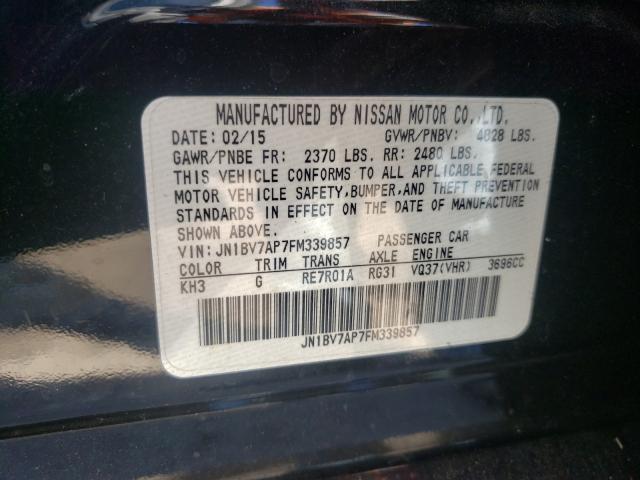 MANUFACTURED BY NISSAN MOTOR CO.,LTD.
DATE: 02/15 GVWR/PNBV: 4828 LBS.
GAWR/PNBE FR: 2370 LBS. RR: 2480 LBS.
THIS VEHICLE CONFORMS TO ALL APPLICABLE FEDERAL
MOTOR VEHICLE SAFETY,BUMPER,AND THEFT PREVENTION
STANDARDS IN EFFECT ON THE DATE OF MANUFACTURE
SHOWN ABOVE.
VIN: JN1BV7AP7FM339857 PASSENGER CAR
COLOR TRIM TRANS AXLE ENGINE
KH3 G RE7R01A RG31 VQ37(VHR) 3696CC
JN1BV7AP7FM339857